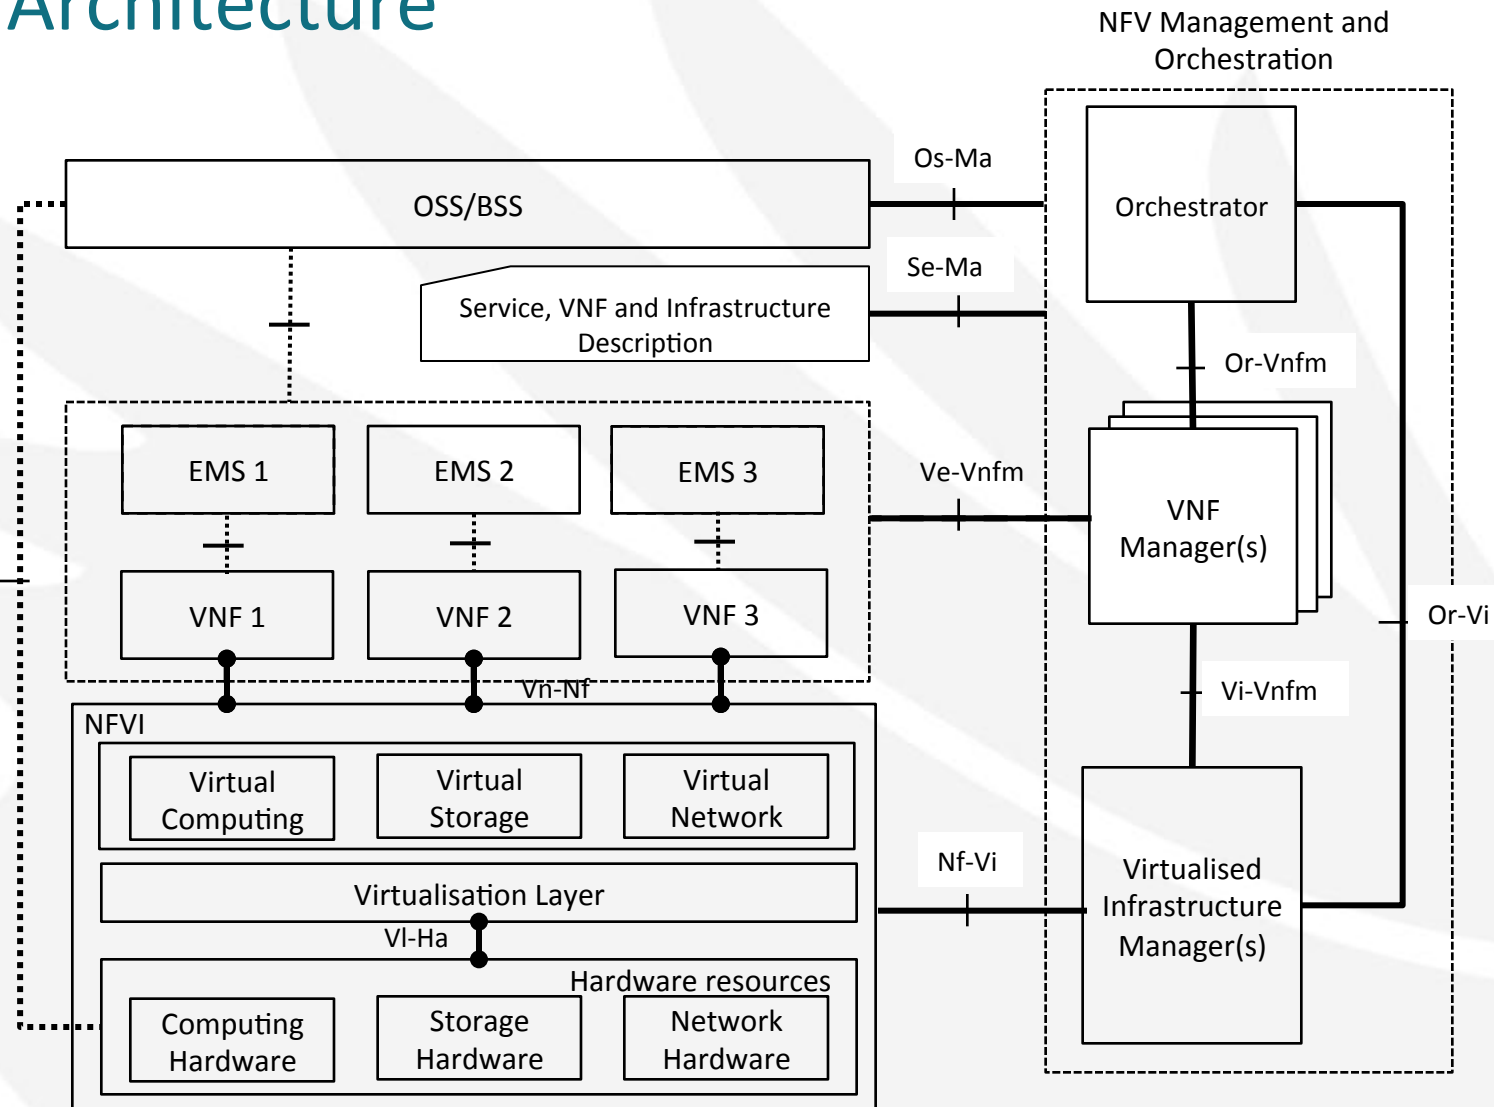 Architecture
NFV Management and
Orchestration
OSS/BSS
Os-Ma
Orchestrator
Se-Ma
Service, VNF and Infrastructure
Description
Or-Vnfm
EMS 1
EMS 2
EMS 3
Ve-Vnfm
VNF
Manager(s)
VNF 1
VNF 2
VNF 3
Or-Vi
Vn-Nf
Vi-Vnfm
NFVI
Virtual
Computing
Virtual
Storage
Virtual
Network
Nf-Vi
Virtualised
Infrastructure
Manager(s)
Virtualisation Layer
Vl-Ha
Hardware resources
Computing
Hardware
Storage
Hardware
Network
Hardware